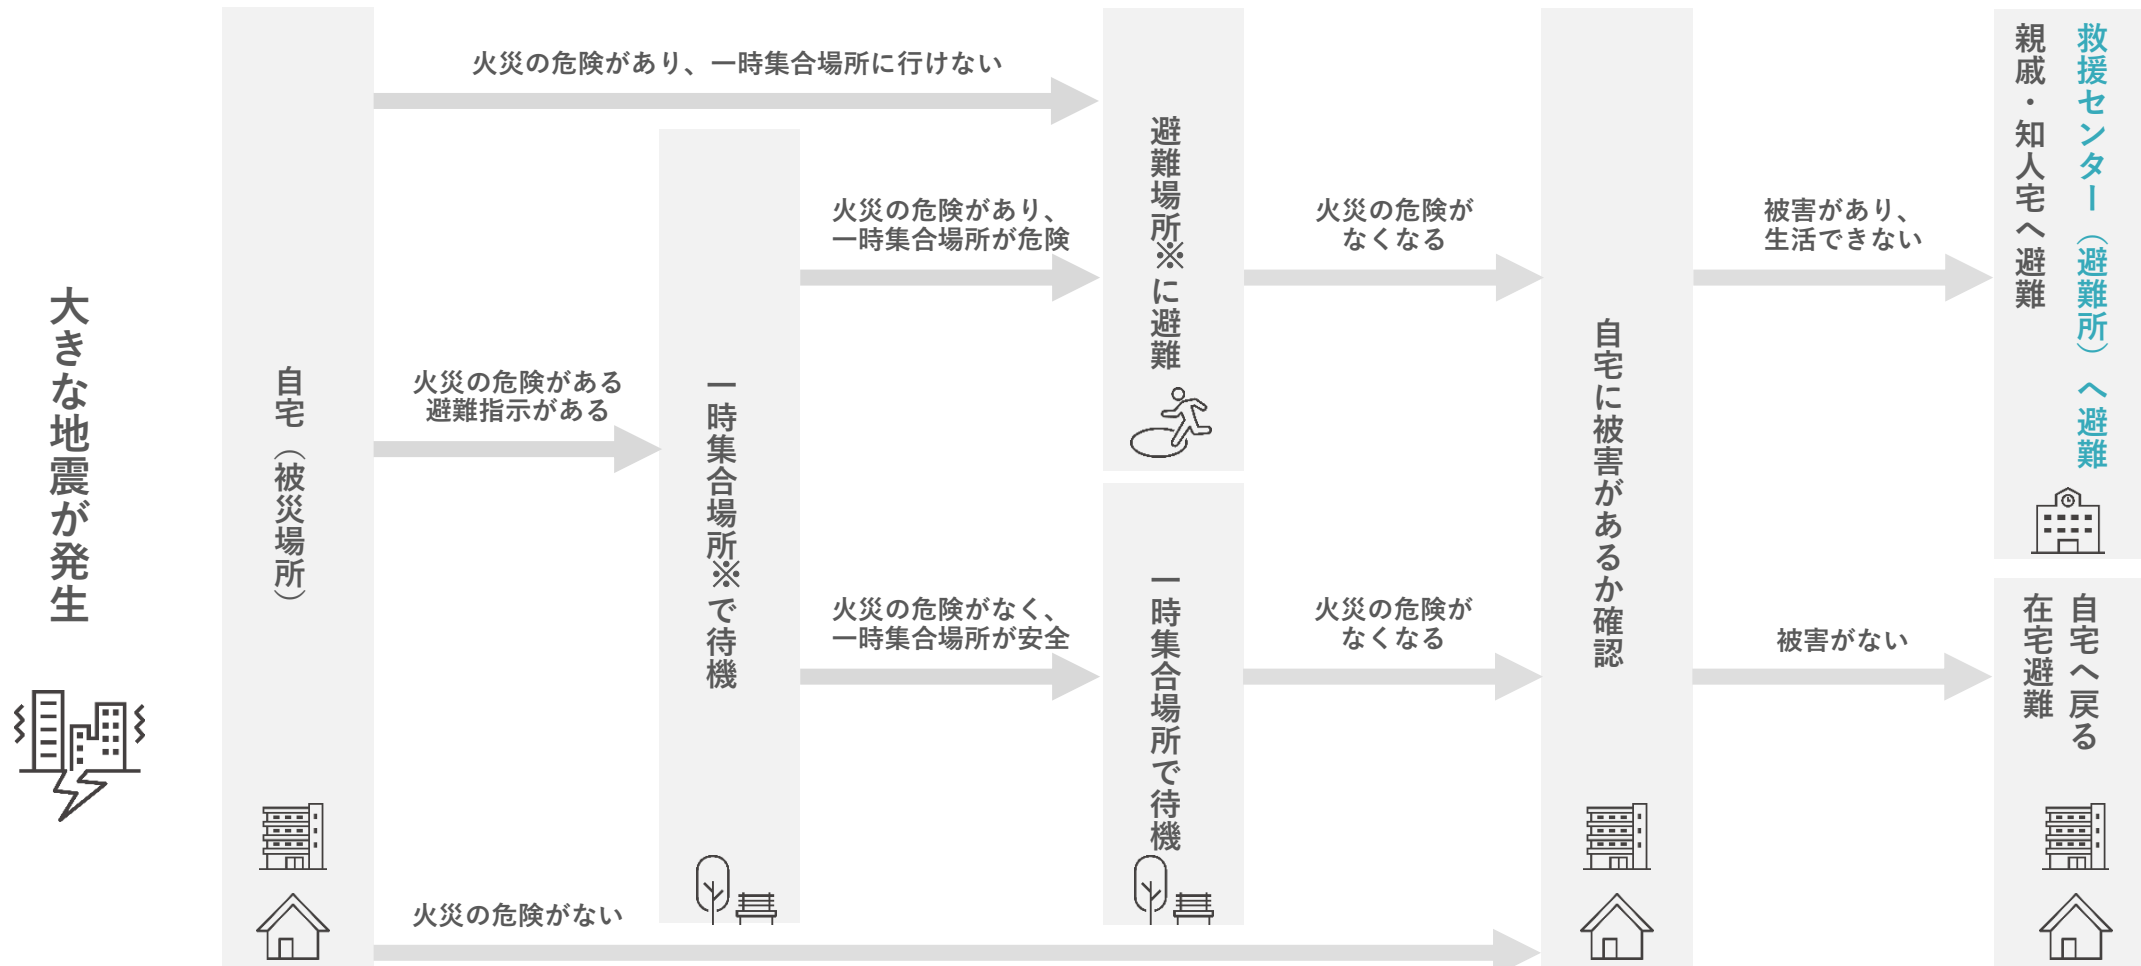 大きな地震が発生
自宅（被災場所）
火災の危険があり、一時集合場所に行けない
火災の危険がある
避難指示がある
火災の危険がない
一時集合場所※で待機
火災の危険があり、
一時集合場所が危険
火災の危険がなく、
一時集合場所が安全
避難場所※に避難
一時集合場所で待機
火災の危険が
なくなる
火災の危険が
なくなる
自宅に被害があるか確認
被害があり、
生活できない
被害がない
救援センター（避難所）へ避難
親戚・知人宅へ避難
自宅へ戻る
在宅避難